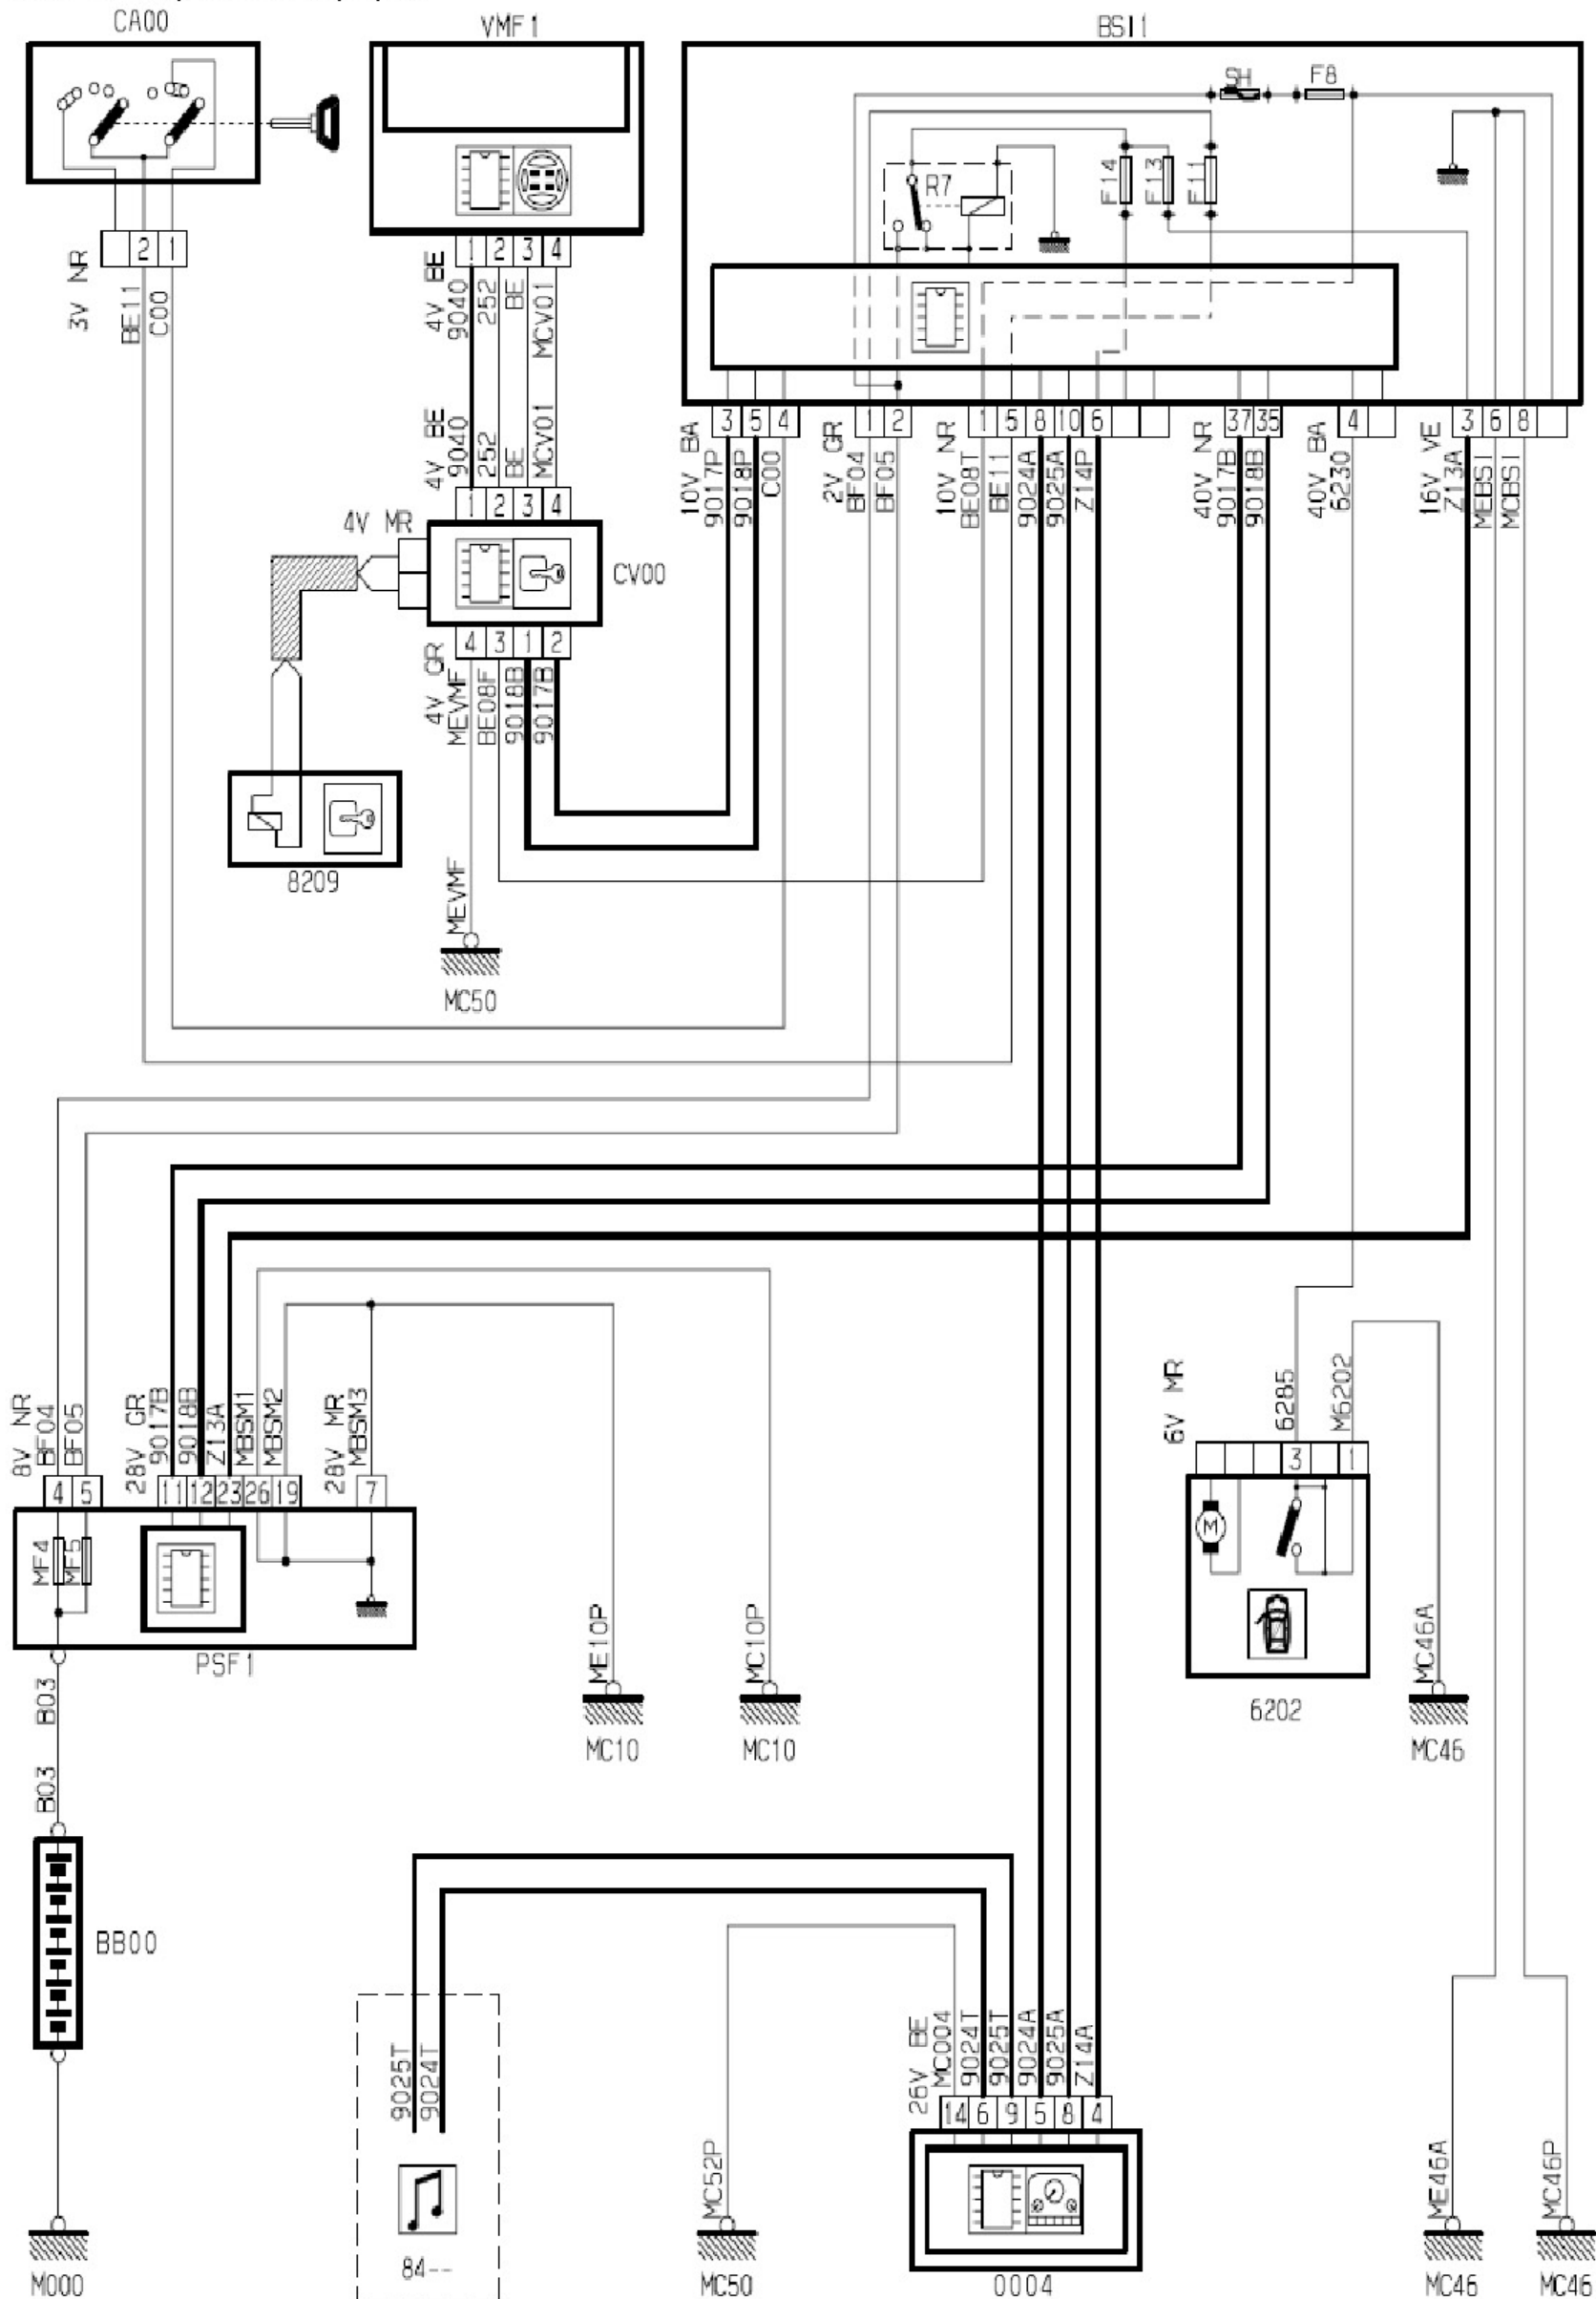 CA00
VMF1
BSI1
SH
F8
R7
F14
F13
F11
2 1
3V NR
BE11
C00
1 2 3 4
4V BE
9040
252
BE
MCV01
4V BE
9040
252
BE
MCV01
1 2 3 4
4V MR
CV00
4 3 1 2
4V GR
MEVMF
BE08F
9018B
9017B
8209
MEVMF
MC50
3 5 4
10V BA
9017P
9018P
C00
1 2
2V GR
BF04
BF05
1 5 8 10 6
10V NR
BE08T
BE11
9024A
9025A
Z14P
37 35
40V NR
9017B
9018B
4
40V BA
6230
3 6 8
16V VE
Z13A
MEBSI
MCBSI
8V NR
BF04
BF05
28V GR
9017B
9018B
Z13A
MBSM1
MBSM2
28V MR
MBSM3
4 5
11 12 23 26 19
7
MF4
MF5
PSF1
B03
B03
BB00
M000
ME10P
MC10
MC10P
MC10
6V MR
6285
M6202
3 1
M
6202
MC46A
MC46
9025T
9024T
84--
MC52P
MC50
26V BE
MC004
9024T
9025T
9024A
9025A
Z14A
14 6 9 5 8 4
0004
ME46A
MC46
MC46P
MC46